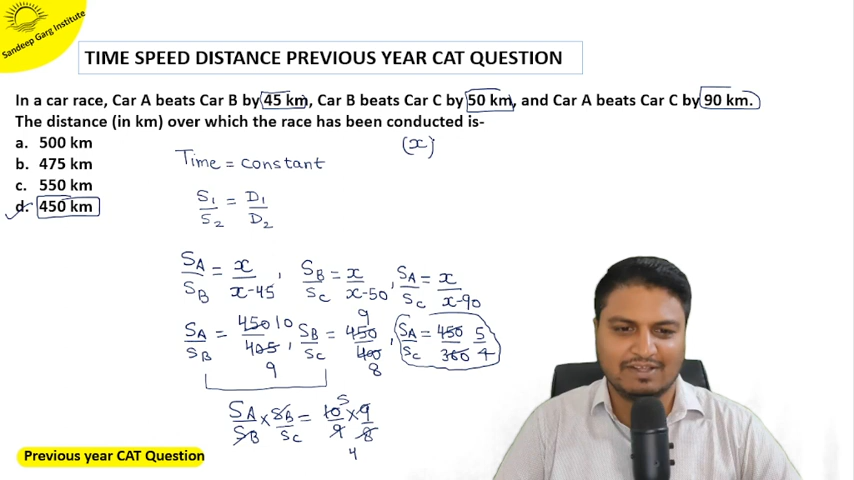 Sandeep Garg Institute
TIME SPEED DISTANCE PREVIOUS YEAR CAT QUESTION
In a car race, Car A beats Car B by 45 km, Car B beats Car C by 50 km, and Car A beats Car C by 90 km.
The distance (in km) over which the race has been conducted is-
a. 500 km
b. 475 km
c. 550 km
d. 450 km
(x)
Time = constant
S₁/S₂ = D₁/D₂
SA/SB = x/x-45, SB/SC = x/x-50, SA/SC = x/x-90
SA/SB = 450/405 10/9, SB/SC = 450/400 9/8, SA/SC = 450/360 5/4
SA/SB × SB/SC = 10/9 5 × 9/8 4
Previous year CAT Question